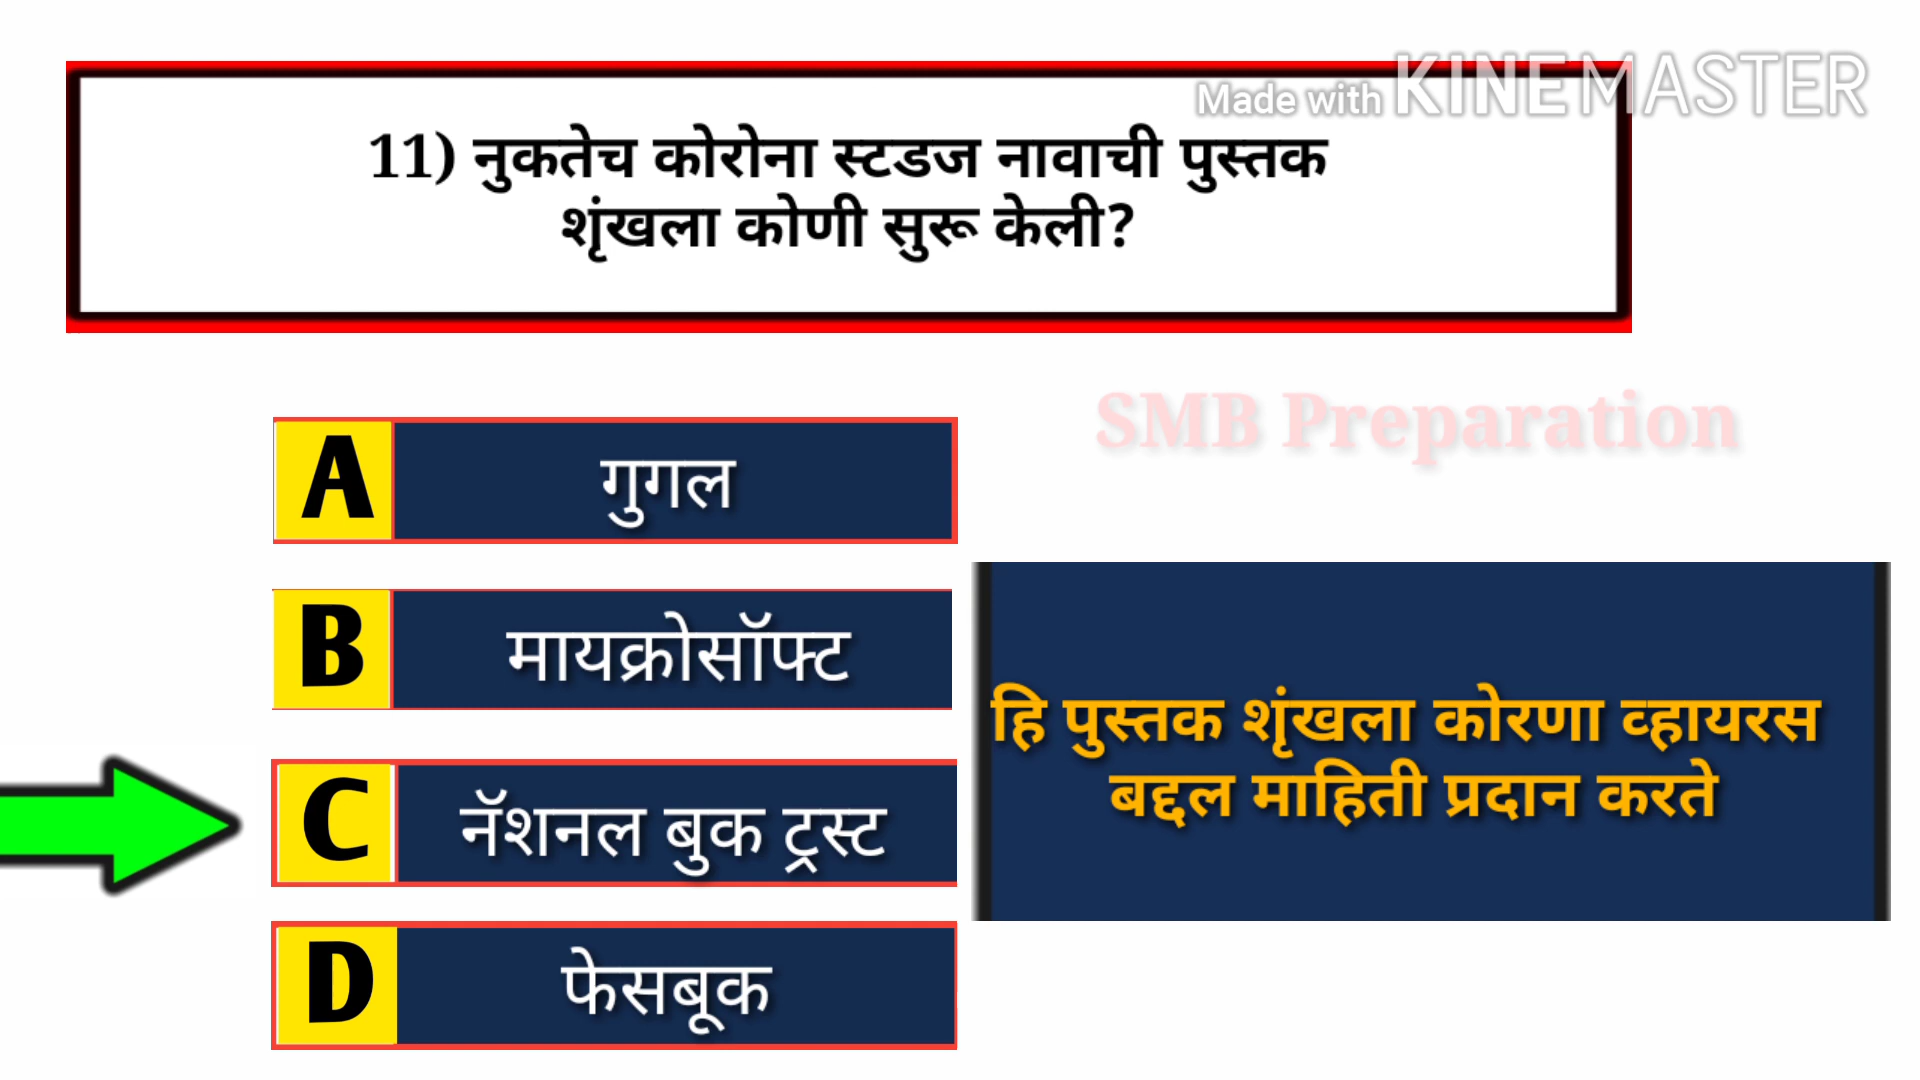 Made with KINEMASTER
11) नुकतेच कोरोना स्टडज नावाची पुस्तक
शृंखला कोणी सुरू केली?
SMB Preparation
A गुगल
B मायक्रोसॉफ्ट
C नॅशनल बुक ट्रस्ट
D फेसबूक
हि पुस्तक शृंखला कोरणा व्हायरस
बद्दल माहिती प्रदान करते